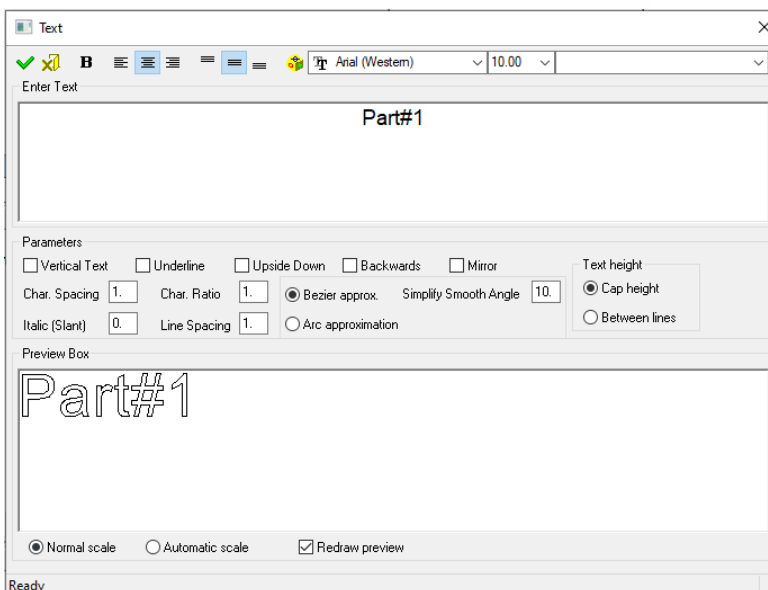 Text
B Arial (Western) 10.00
Enter Text
Part#1
Parameters
Vertical Text Underline Upside Down Backwards Mirror Text height
Char. Spacing 1. Char. Ratio 1. Bezier approx. Simplify Smooth Angle 10. Cap height
Italic (Slant) 0. Line Spacing 1. Arc approximation Between lines
Preview Box
Part#1
Normal scale Automatic scale Redraw preview
Ready